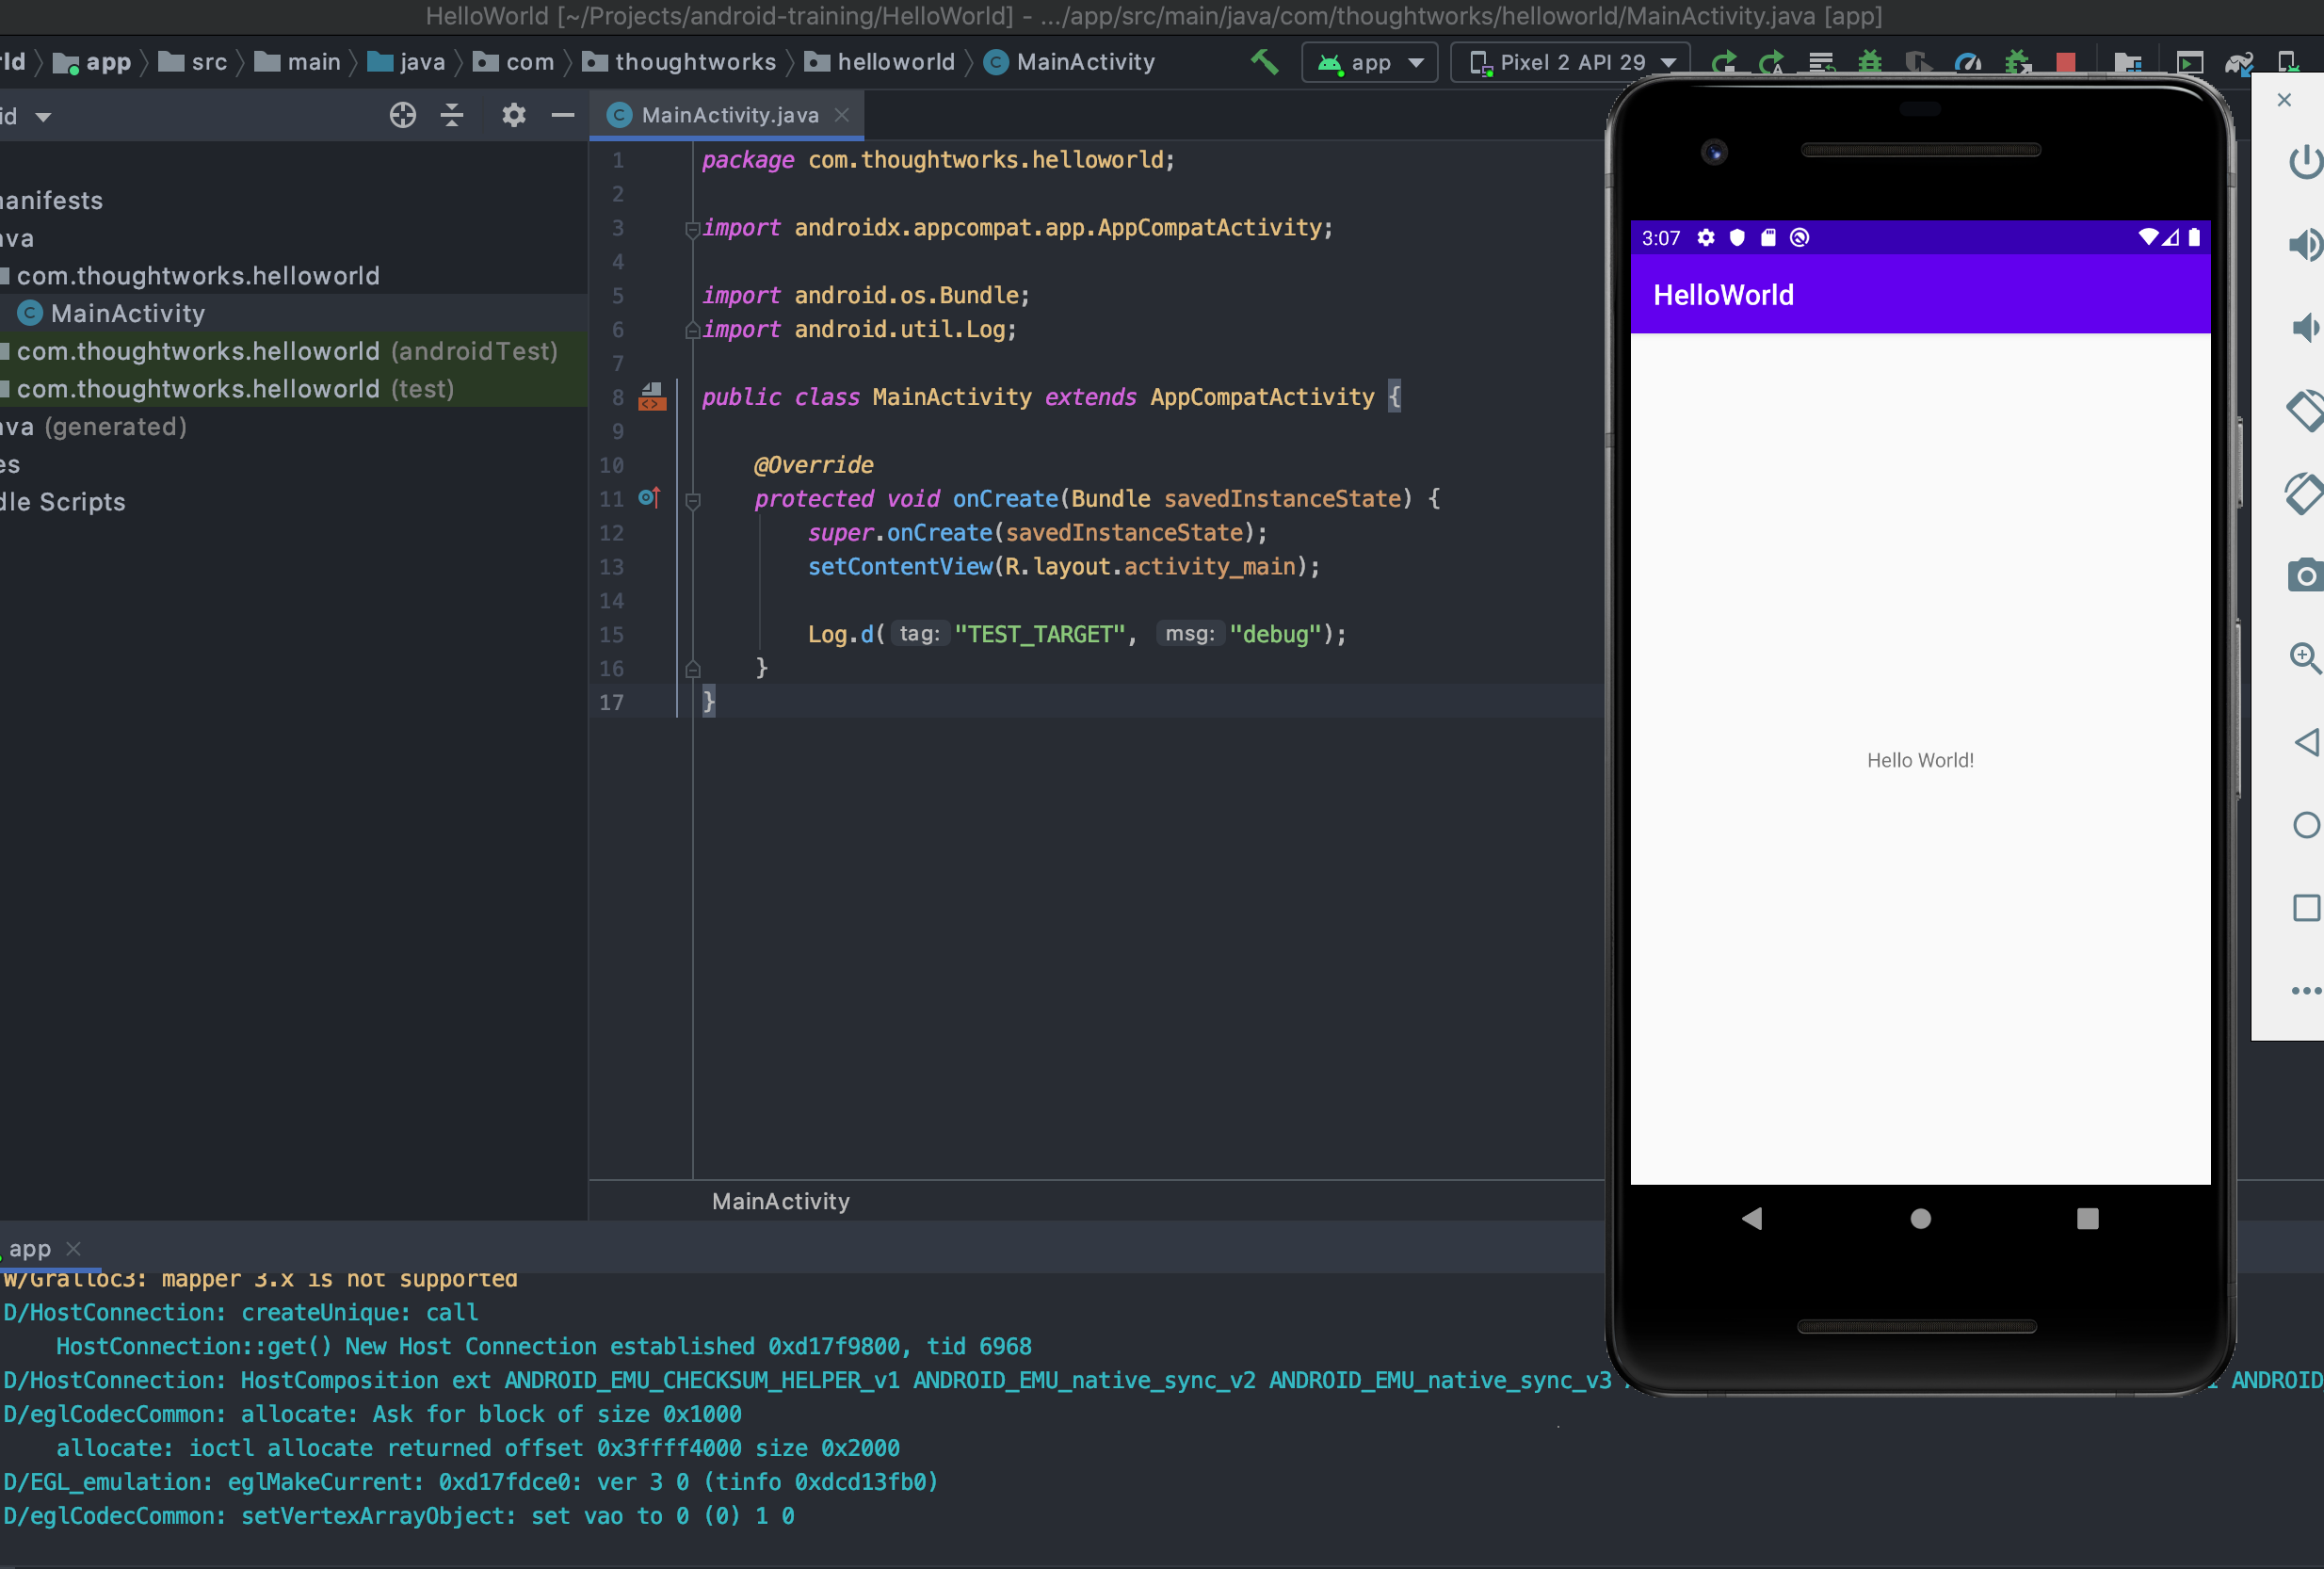 HelloWorld [~/Projects/android-training/HelloWorld] - .../app/src/main/java/com/thoughtworks/helloworld/MainActivity.java [app]
ld app src main java com thoughtworks helloworld MainActivity app Pixel 2 API 29
id
MainActivity.java
manifests
ava
com.thoughtworks.helloworld
MainActivity
com.thoughtworks.helloworld (androidTest)
com.thoughtworks.helloworld (test)
ava (generated)
es
dle Scripts
1 package com.thoughtworks.helloworld;
2
3 import androidx.appcompat.app.AppCompatActivity;
4
5 import android.os.Bundle;
6 import android.util.Log;
7
8 public class MainActivity extends AppCompatActivity {
9
10 @Override
11 protected void onCreate(Bundle savedInstanceState) {
12 super.onCreate(savedInstanceState);
13 setContentView(R.layout.activity_main);
14
15 Log.d( tag: "TEST_TARGET", msg: "debug");
16 }
17 }
MainActivity
3:07
HelloWorld
Hello World!
app
W/Gralloc3: mapper 3.x is not supported
D/HostConnection: createUnique: call
HostConnection::get() New Host Connection established 0xd17f9800, tid 6968
D/HostConnection: HostComposition ext ANDROID_EMU_CHECKSUM_HELPER_v1 ANDROID_EMU_native_sync_v2 ANDROID_EMU_native_sync_v3 ANDROID
D/eglCodecCommon: allocate: Ask for block of size 0x1000
allocate: ioctl allocate returned offset 0x3ffff4000 size 0x2000
D/EGL_emulation: eglMakeCurrent: 0xd17fdce0: ver 3 0 (tinfo 0xdcd13fb0)
D/eglCodecCommon: setVertexArrayObject: set vao to 0 (0) 1 0